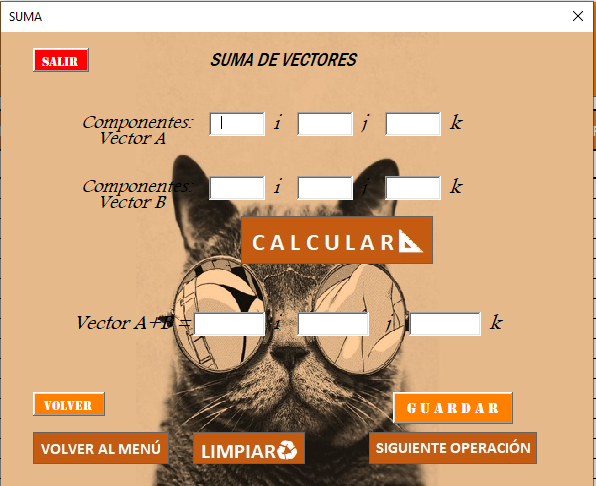 SUMA
SALIR
SUMA DE VECTORES
Componentes: i j k
Vector A
Componentes: i j k
Vector B
CALCULAR
Vector A+B = i j k
VOLVER
GUARDAR
VOLVER AL MENÚ
LIMPIAR
SIGUIENTE OPERACIÓN